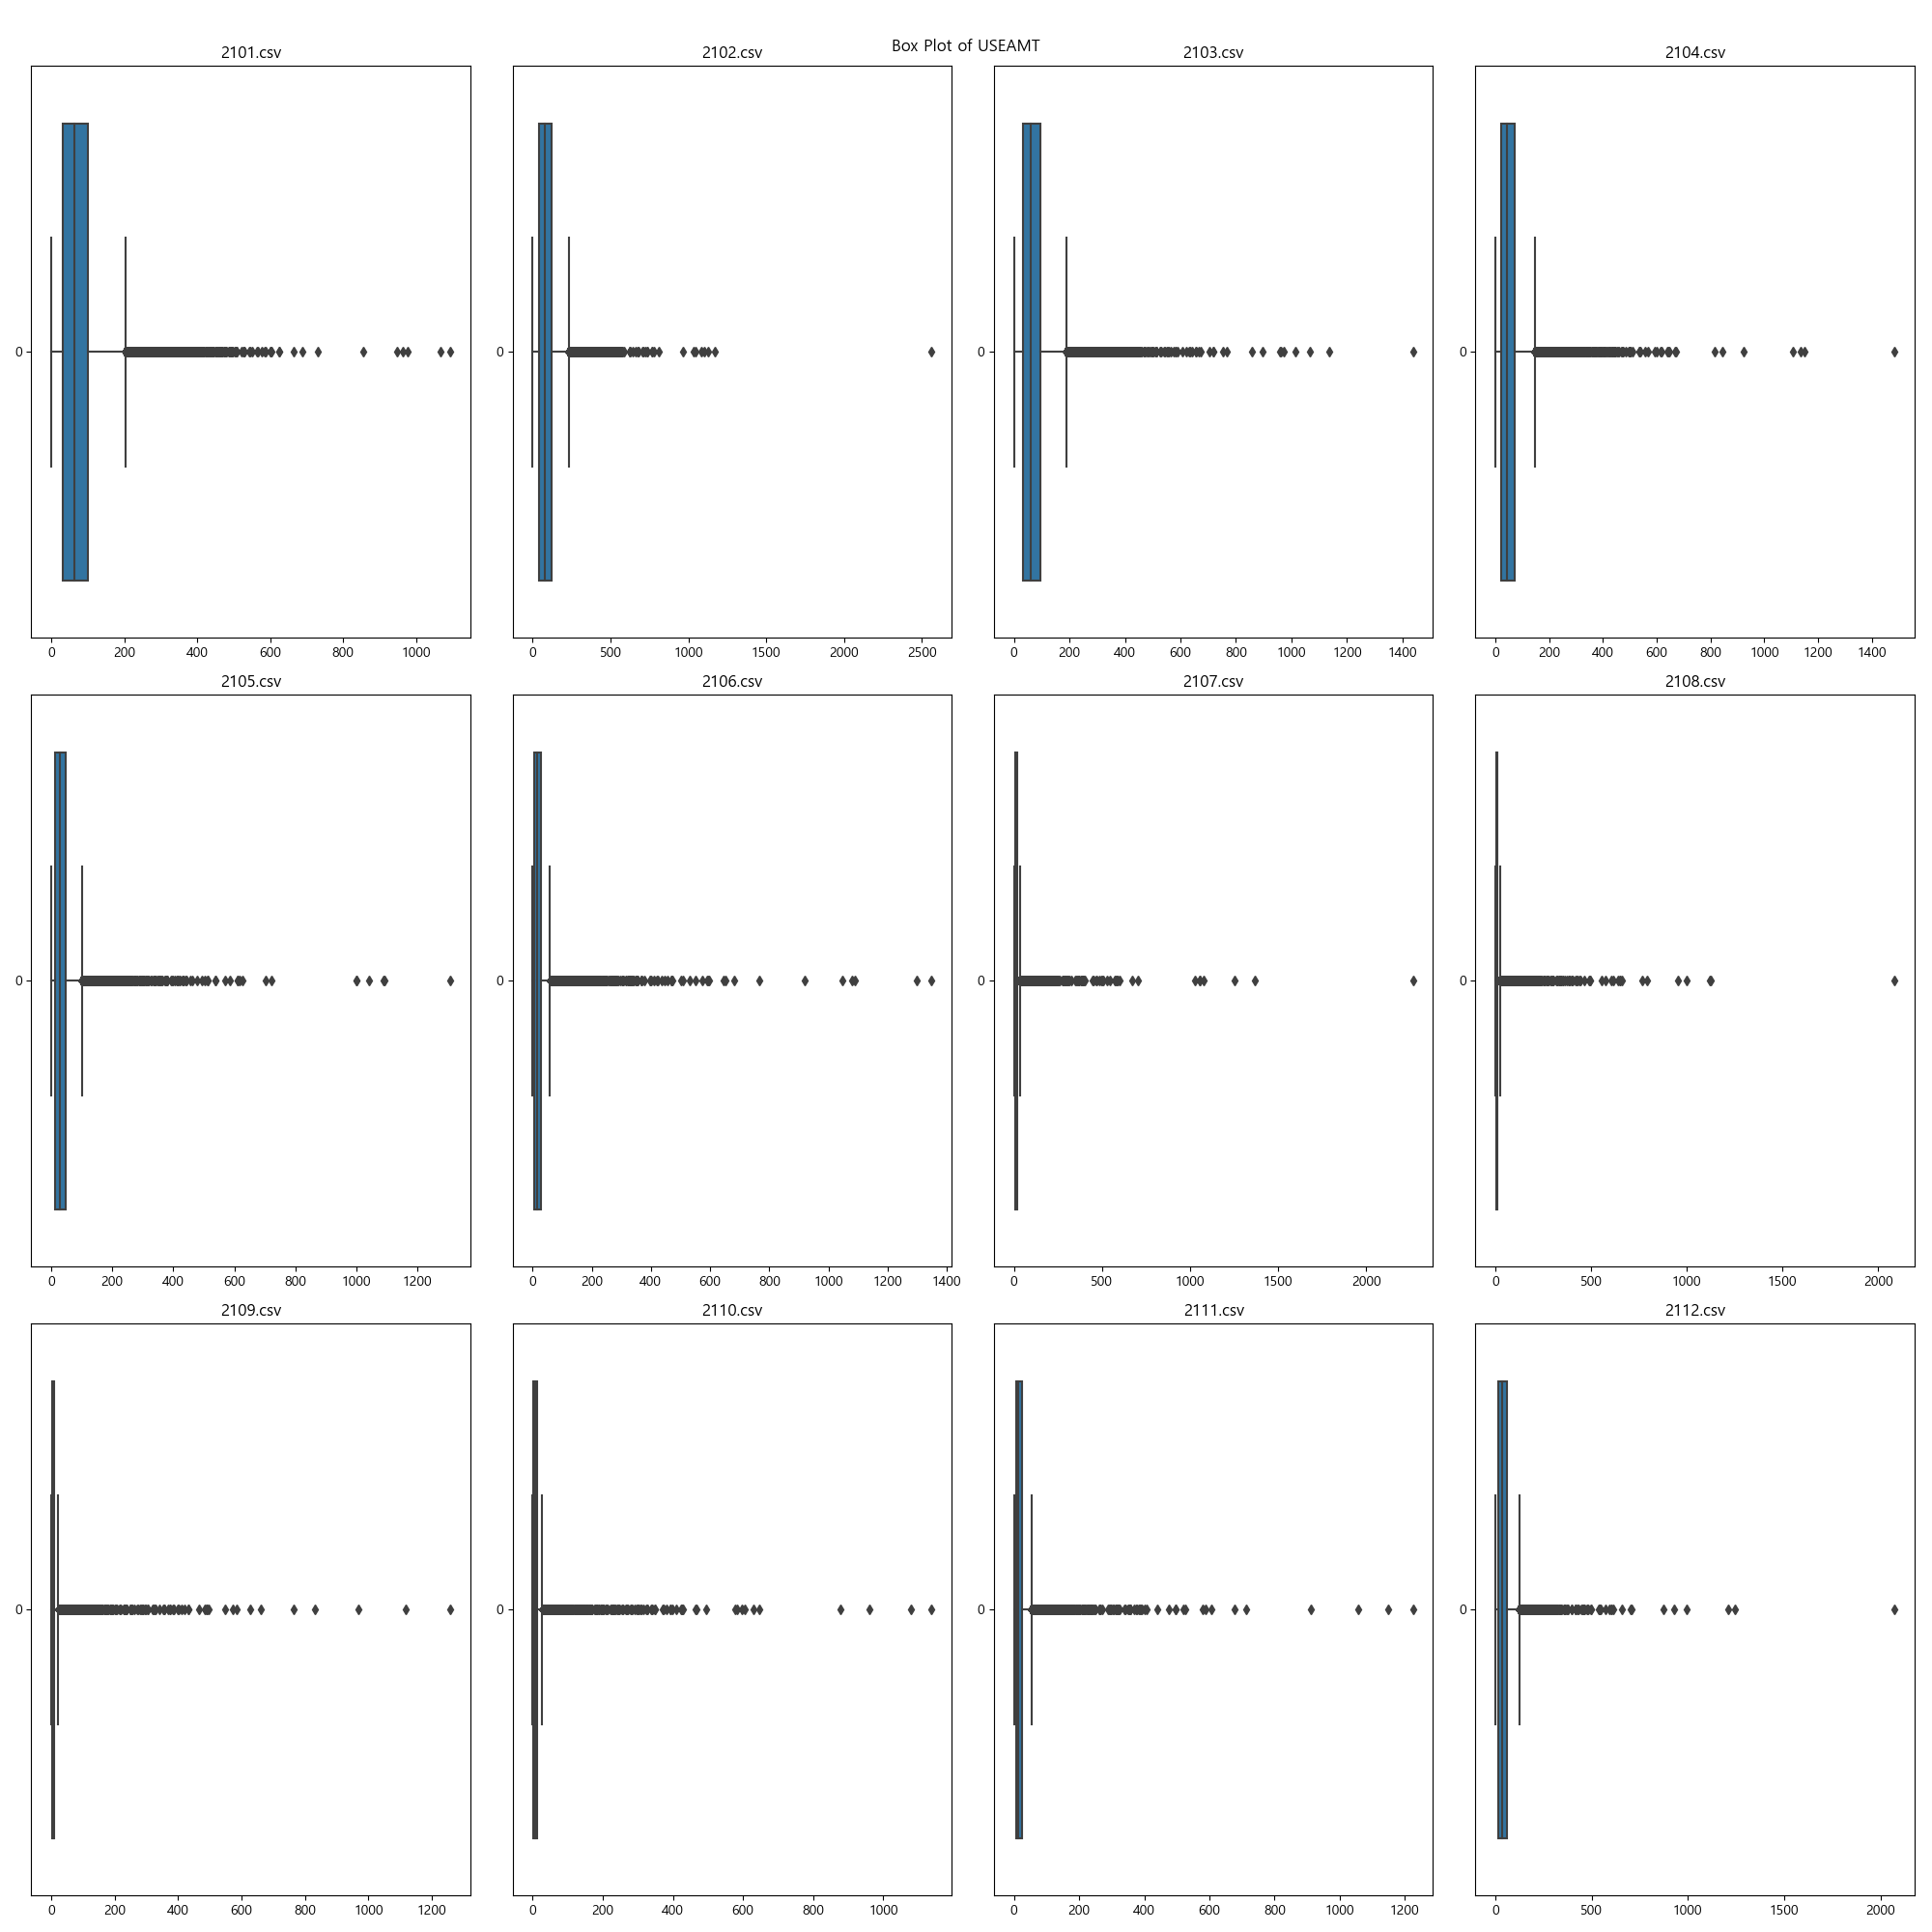 Box Plot of USEAMT
2101.csv 2102.csv 2103.csv 2104.csv
0 0 0 0
0 200 400 600 800 1000 0 500 1000 1500 2000 2500 0 200 400 600 800 1000 1200 1400 0 200 400 600 800 1000 1200 1400
2105.csv 2106.csv 2107.csv 2108.csv
0 0 0 0
0 200 400 600 800 1000 1200 0 200 400 600 800 1000 1200 1400 0 500 1000 1500 2000 0 500 1000 1500 2000
2109.csv 2110.csv 2111.csv 2112.csv
0 0 0 0
0 200 400 600 800 1000 1200 0 200 400 600 800 1000 0 200 400 600 800 1000 1200 0 500 1000 1500 2000